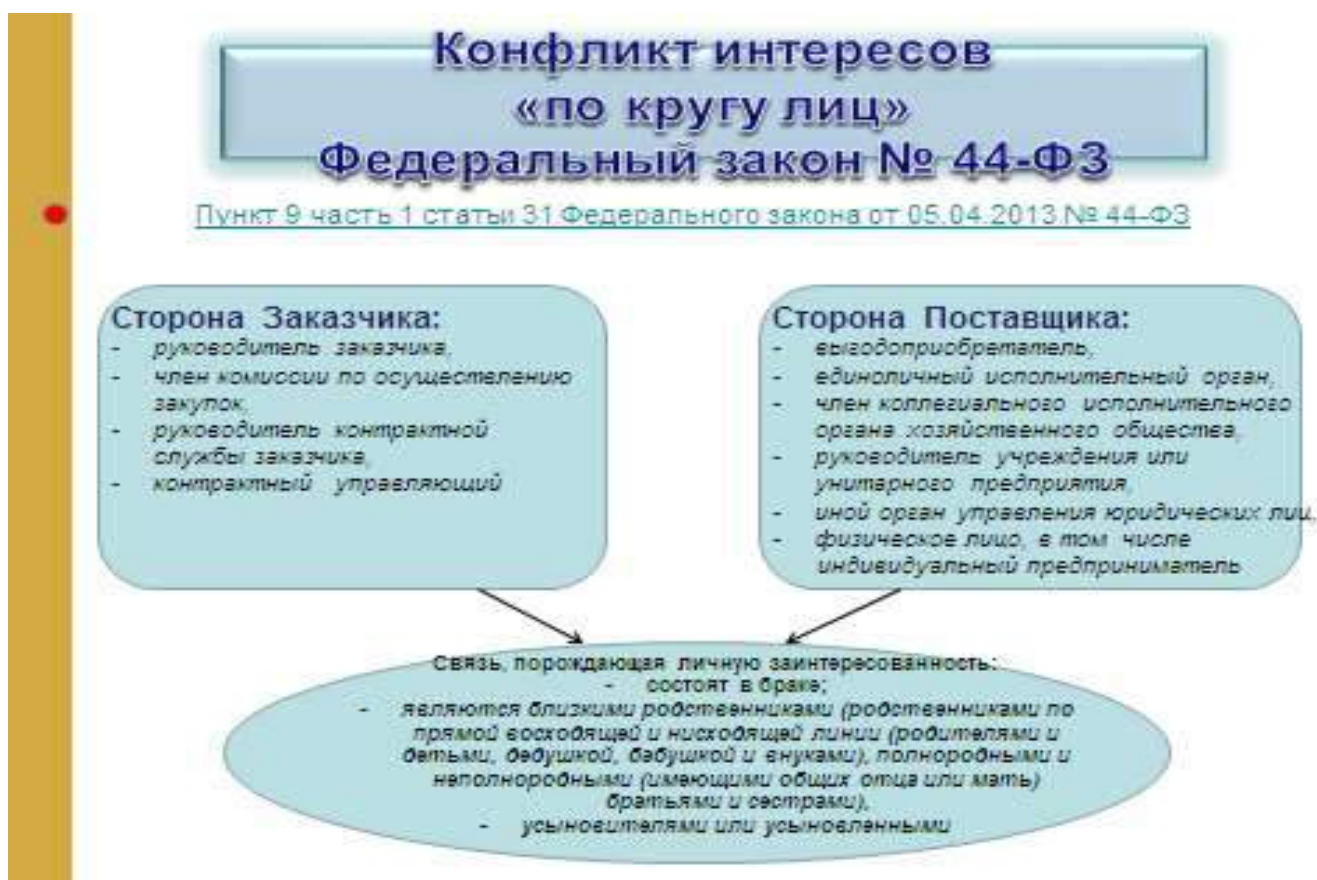 Конфликт интересов
«по кругу лиц»
Федеральный закон № 44-ФЗ
Пункт 9 часть 1 статьи 31 Федерального закона от 05.04.2013 № 44-ФЗ
Сторона Заказчика:
- руководитель заказчика,
- член комиссии по осуществлению
закупок,
- руководитель контрактной
службы заказчика,
- контрактный управляющий
Сторона Поставщика:
- выгодоприобретатель,
- единоличный исполнительный орган,
- член коллегиального исполнительного
органа хозяйственного общества,
- руководитель учреждения или
унитарного предприятия,
- иной орган управления юридических лиц,
- физическое лицо, в том числе
индивидуальный предприниматель
Связь, порождающая личную заинтересованность:
- состоят в браке;
- являются близкими родственниками (родственниками по
прямой восходящей и нисходящей линии (родителями и
детьми, дедушкой, бабушкой и внуками), полнородными и
неполнородными (имеющими общих отца или мать)
братьями и сестрами),
- усыновителями или усыновленными